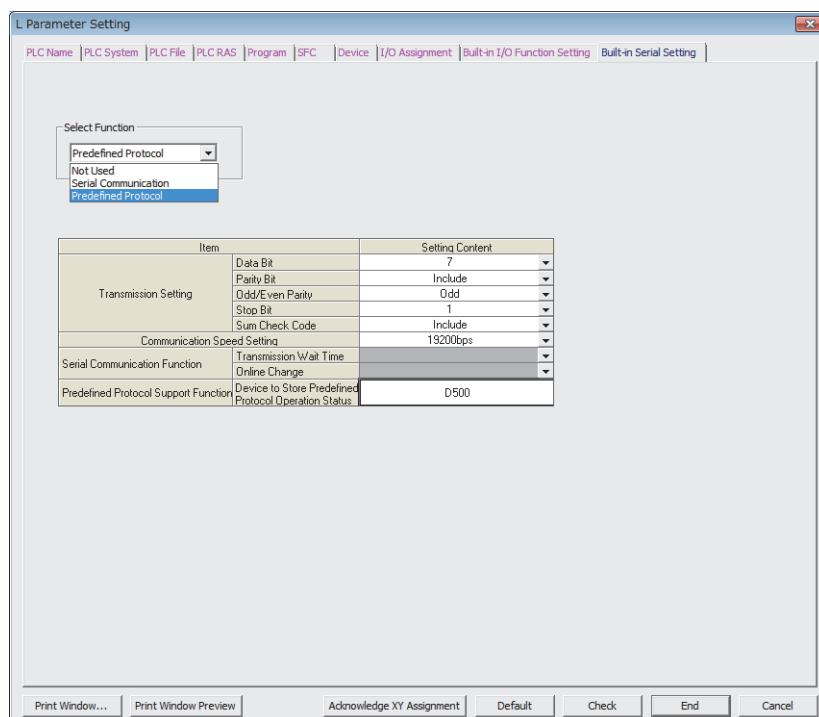 L Parameter Setting
PLC Name PLC System PLC File PLC RAS Program SFC Device I/O Assignment Built-in I/O Function Setting Built-in Serial Setting
Select Function
Predefined Protocol
Not Used
Serial Communication
Predefined Protocol
Item Setting Content
Transmission Setting
Data Bit 7
Parity Bit Include
Odd/Even Parity Odd
Stop Bit 1
Sum Check Code Include
Communication Speed Setting 19200bps
Serial Communication Function
Transmission Wait Time
Online Change
Predefined Protocol Support Function
Device to Store Predefined
Protocol Operation Status
D500
Print Window... Print Window Preview Acknowledge XY Assignment Default Check End Cancel